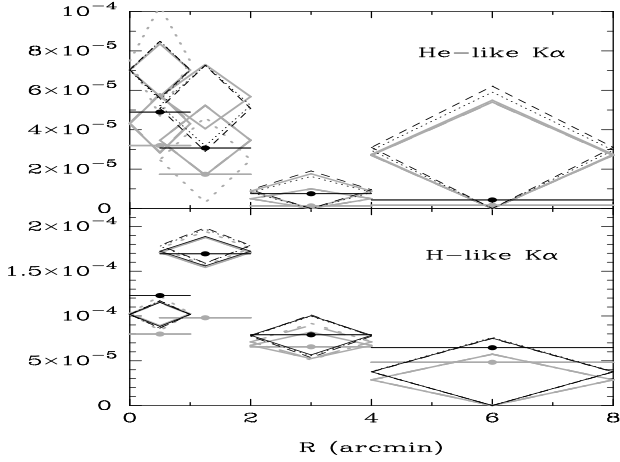 10⁻⁴
8×10⁻⁵
He−like Kα
6×10⁻⁵
4×10⁻⁵
2×10⁻⁵
0
2×10⁻⁴
H−like Kα
1.5×10⁻⁴
10⁻⁴
5×10⁻⁵
0
0 2 4 6 8
R (arcmin)